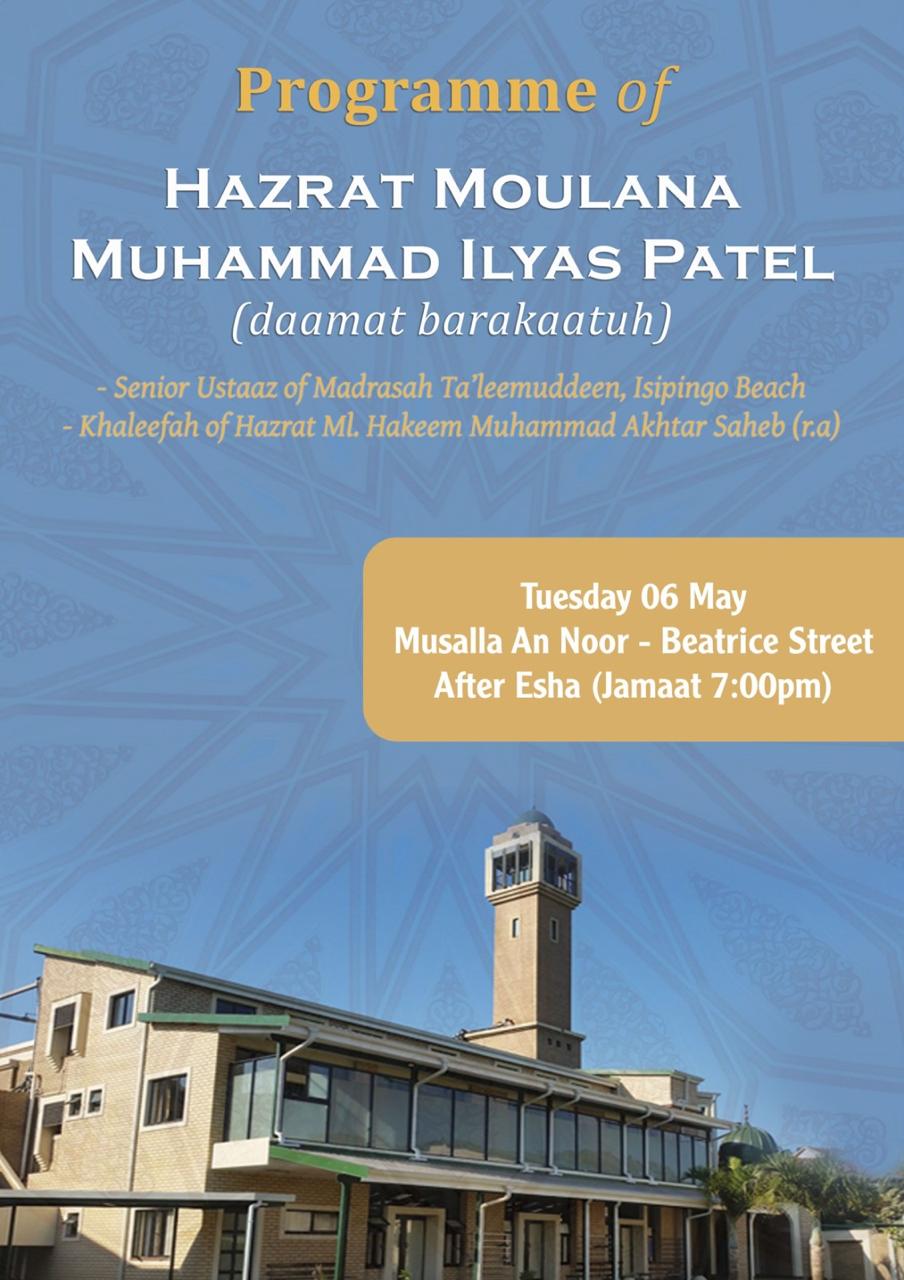 Programme of
HAZRAT MOULANA
MUHAMMAD ILYAS PATEL
(daamat barakaatuh)
- Senior Ustaaz of Madrasah Ta'leemuddeen, Isipingo Beach
- Khaleefah of Hazrat Ml. Hakeem Muhammad Akhtar Saheb (r.a)
Tuesday 06 May
Musalla An Noor - Beatrice Street
After Esha (Jamaat 7:00pm)